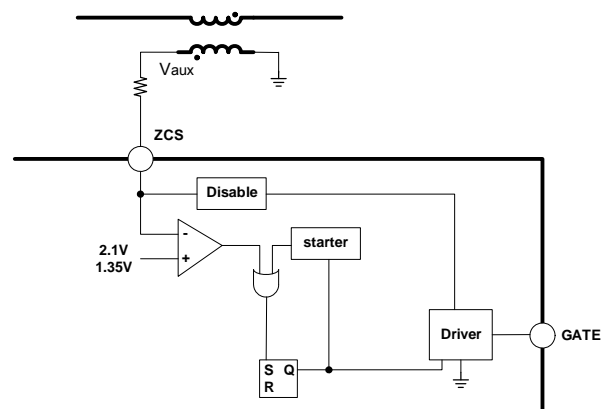 Vaux
ZCS
Disable
-
2.1V
1.35V
+
starter
Driver
GATE
S Q
R